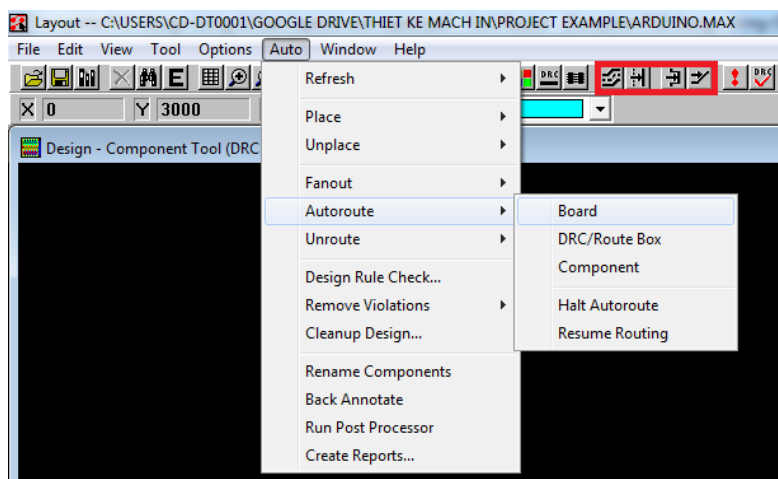 Layout -- C:\USERS\CD-DT0001\GOOGLE DRIVE\THIET KE MACH IN\PROJECT EXAMPLE\ARDUINO.MAX
File Edit View Tool Options Auto Window Help
E DRC DRC
X 0 Y 3000
Design - Component Tool (DRC
Refresh
Place
Unplace
Fanout
Autoroute
Unroute
Design Rule Check...
Remove Violations
Cleanup Design...
Rename Components
Back Annotate
Run Post Processor
Create Reports...
Board
DRC/Route Box
Component
Halt Autoroute
Resume Routing